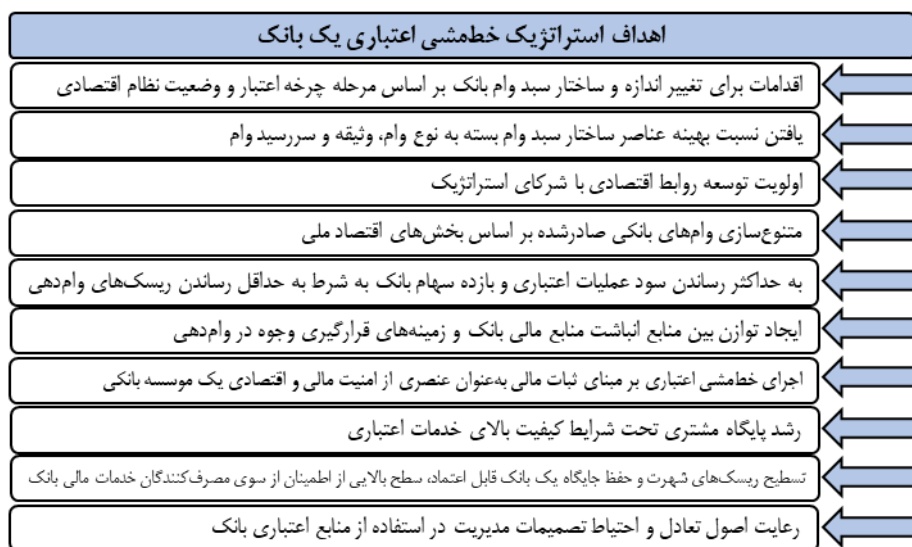 اهداف استراتژیک خط‌مشی اعتباری یک بانک
اقدامات برای تغییر اندازه و ساختار سبد وام بانک بر اساس مرحله چرخه اعتبار و وضعیت نظام اقتصادی
یافتن نسبت بهینه عناصر ساختار سبد وام بسته به نوع وام، وثیقه و سررسید وام
اولویت توسعه روابط اقتصادی با شرکای استراتژیک
متنوع‌سازی وام‌های بانکی صادرشده بر اساس بخش‌های اقتصاد ملی
به حداکثر رساندن سود عملیات اعتباری و بازده سهام بانک به شرط به حداقل رساندن ریسک‌های وام‌دهی
ایجاد توازن بین منابع انباشت منابع مالی بانک و زمینه‌های قرارگیری وجوه در وام‌دهی
اجرای خط‌مشی اعتباری بر مبنای ثبات مالی به‌عنوان عنصری از امنیت مالی و اقتصادی یک موسسه بانکی
رشد پایگاه مشتری تحت شرایط کیفیت بالای خدمات اعتباری
تسطیح ریسک‌های شهرت و حفظ جایگاه یک بانک قابل اعتماد، سطح بالایی از اطمینان از سوی مصرف‌کنندگان خدمات مالی بانک
رعایت اصول تعادل و احتیاط تصمیمات مدیریت در استفاده از منابع اعتباری بانک